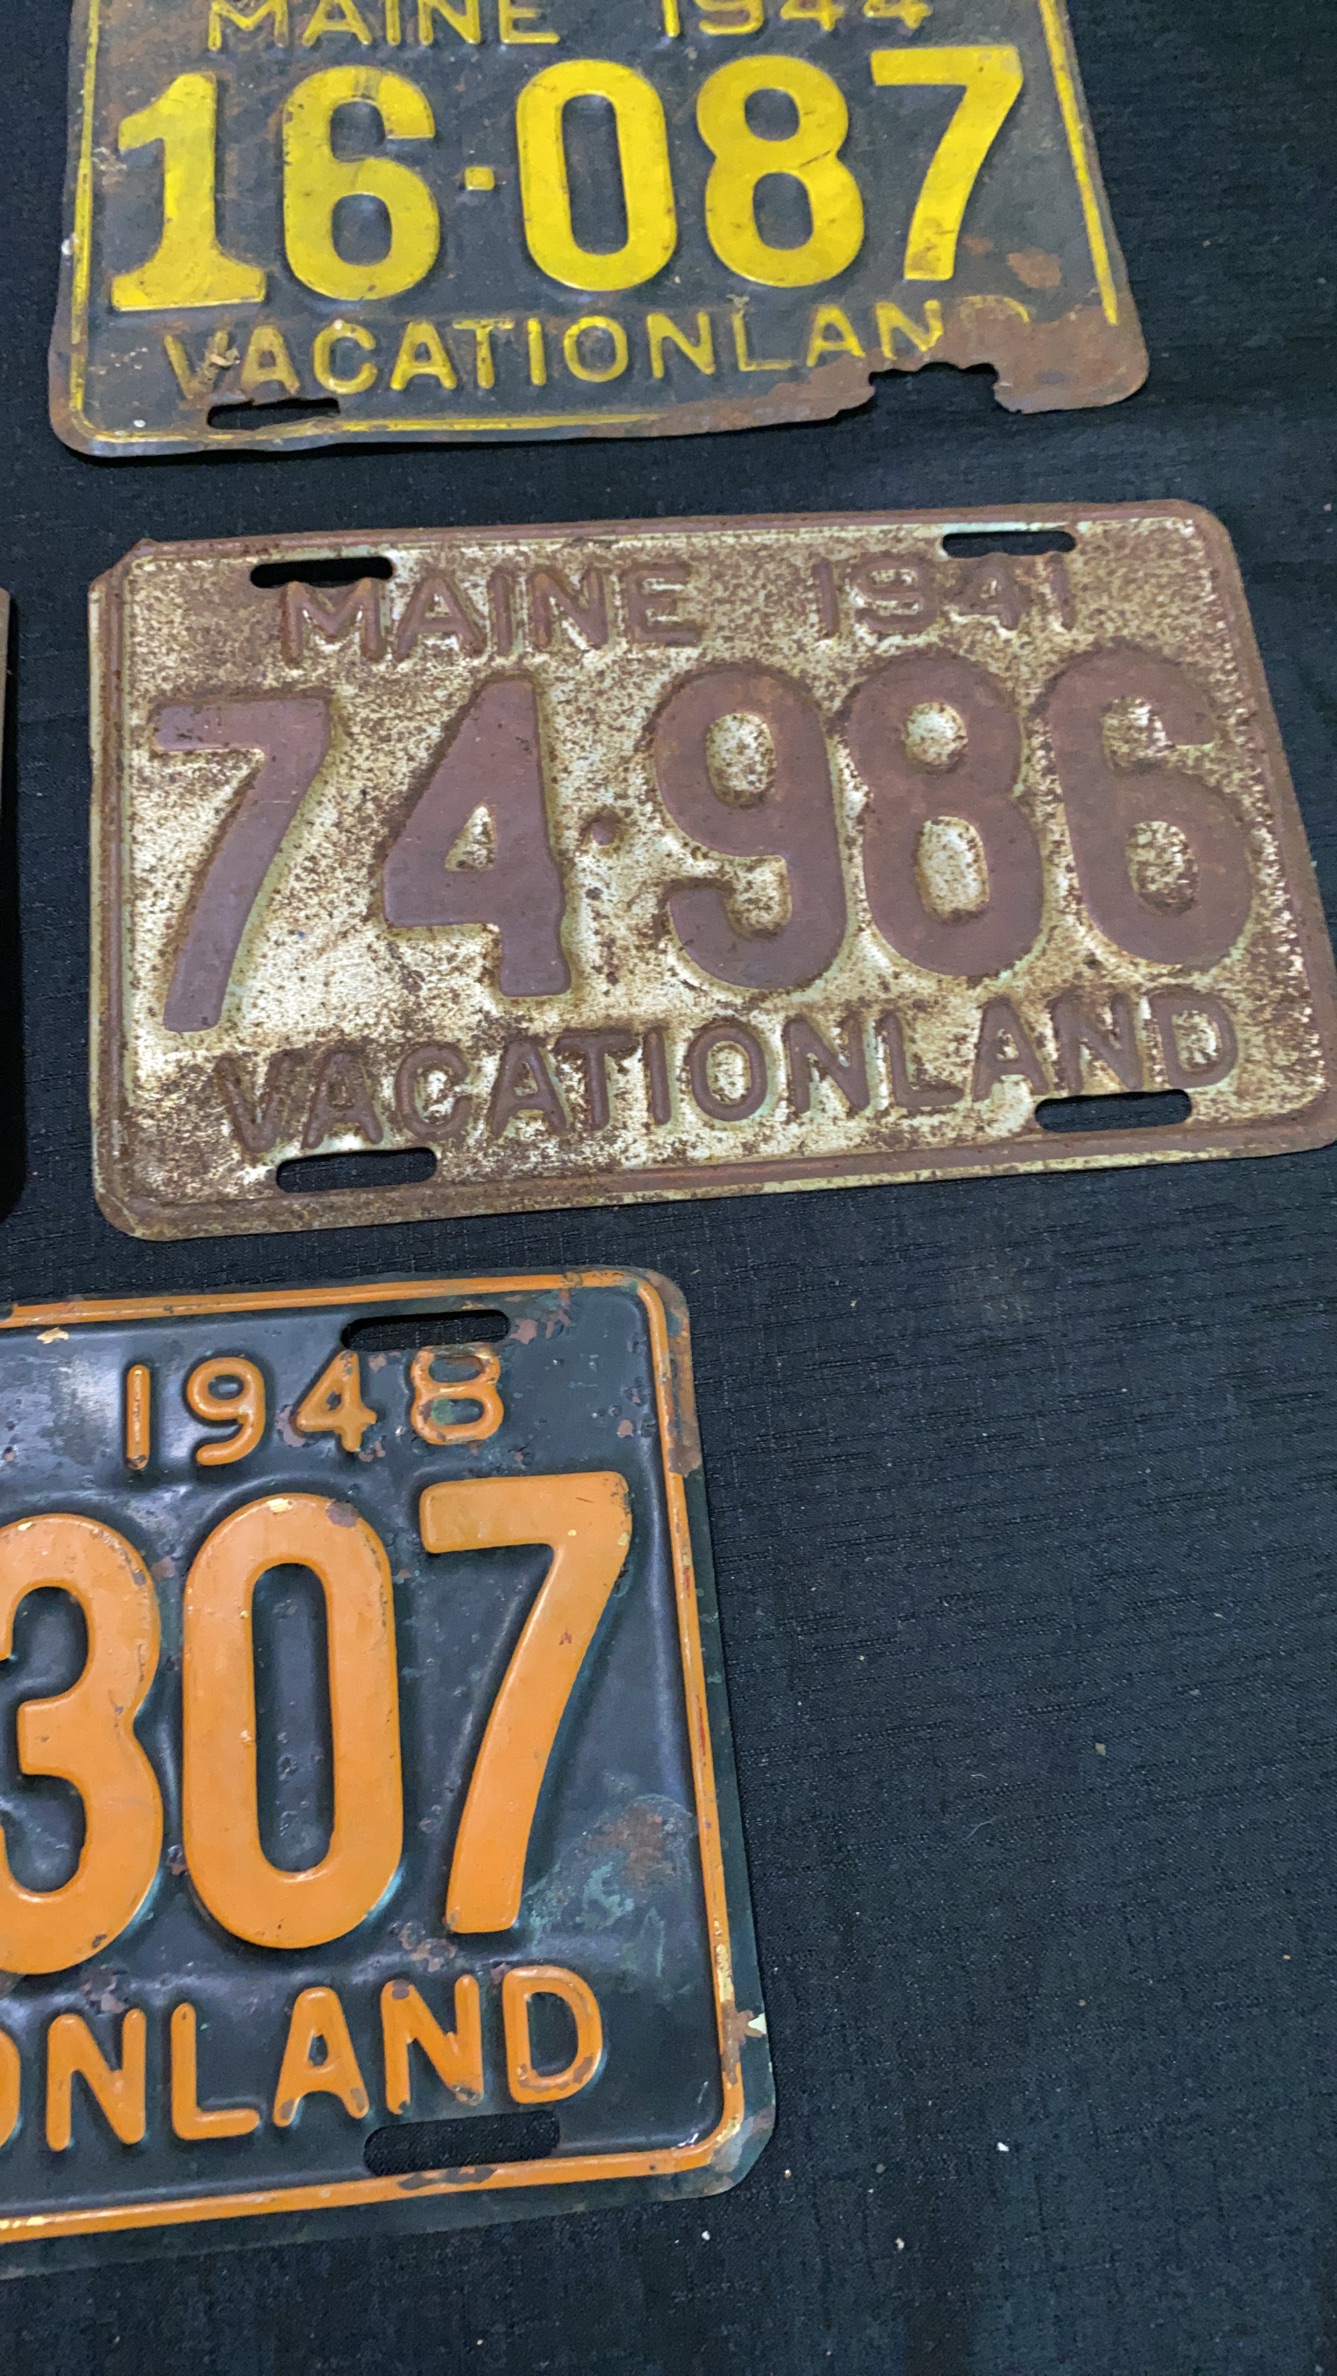 MAINE 1944
16·087
VACATIONLAND
MAINE 1941
74·986
VACATIONLAND
1948
307
ONLAND